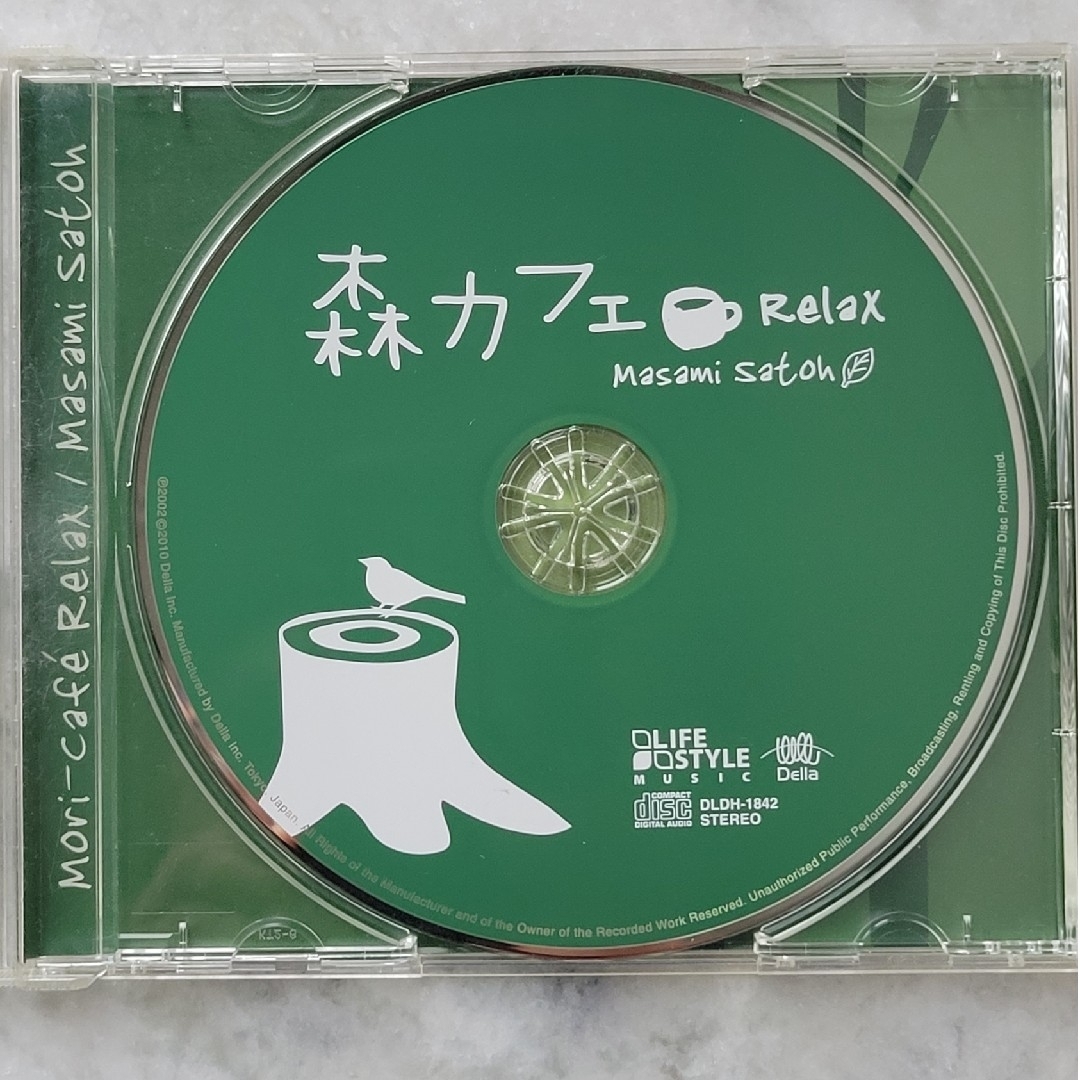 Mori-Café Relax / Masami Satoh
森カフェ Relax
Masami Satoh
℗2002 ©2010 Della Inc. Manufactured by Della Inc. Tokyo, Japan. All Rights of the Manufacturer and of the Owner of the Recorded Work Reserved. Unauthorized Public Performance, Broadcasting, Renting and Copying of This Disc Prohibited.
LIFE
STYLE
MUSIC
Della
COMPACT
disc
DIGITAL AUDIO
DLDH-1842
STEREO